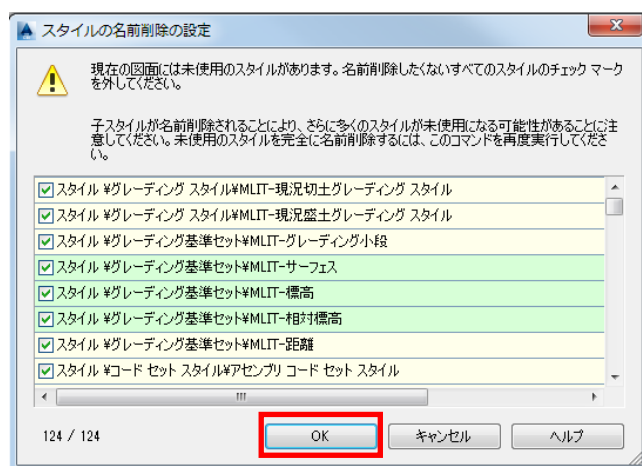 スタイルの名前削除の設定
現在の図面には未使用のスタイルがあります。名前削除したくないすべてのスタイルのチェック マーク
を外してください。
子スタイルが名前削除されることにより、さらに多くのスタイルが未使用になる可能性があることに注
意してください。未使用のスタイルを完全に名前削除するには、このコマンドを再度実行してくださ
い。
スタイル ¥グレーディング スタイル¥MLIT-現況切土グレーディング スタイル
スタイル ¥グレーディング スタイル¥MLIT-現況盛土グレーディング スタイル
スタイル ¥グレーディング基準セット¥MLIT-グレーディング小段
スタイル ¥グレーディング基準セット¥MLIT-サーフェス
スタイル ¥グレーディング基準セット¥MLIT-標高
スタイル ¥グレーディング基準セット¥MLIT-相対標高
スタイル ¥グレーディング基準セット¥MLIT-距離
スタイル ¥コード セット スタイル¥アセンブリ コード セット スタイル
124 / 124
OK
キャンセル
ヘルプ